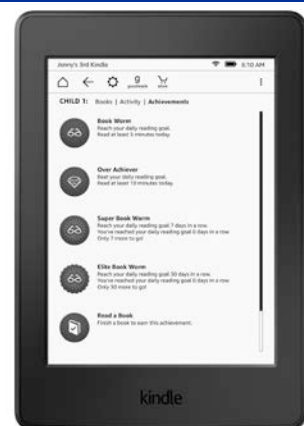 Jonny's 3rd Kindle
8:10 AM
goodreads
CHILD 1: Books | Activity | Achievements
Book Worm
Reach your daily reading goal.
Read at least 5 minutes today.
Over Achiever
Beat your daily reading goal.
Read at least 10 minutes today.
Super Book Worm
Reach your daily reading goal 7 days in a row.
You've reached your daily reading goal 0 days in a row
Only 7 more to go!
Elite Book Worm
Reach your daily reading goal 30 days in a row.
You've reached your daily reading goal 0 days in a row
Only 30 more to go!
Read a Book
Finish a book to earn this achievement.
kindle